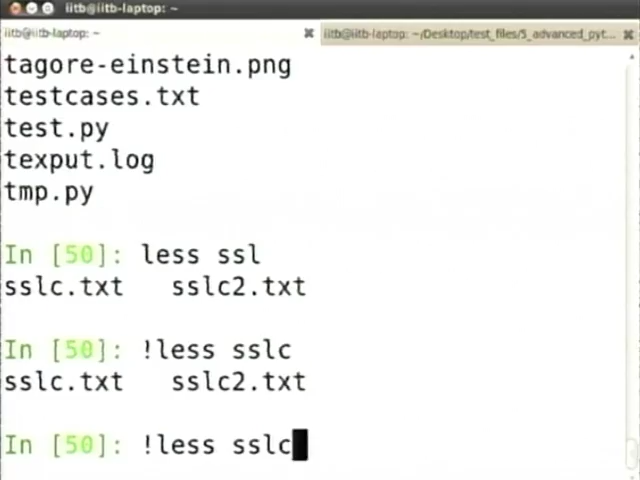 iitb@iitb-laptop: ~
iitb@iitb-laptop: ~ iitb@iitb-laptop: ~/Desktop/test_files/5_advanced_pyt...
tagore-einstein.png
testcases.txt
test.py
texput.log
tmp.py
In [50]: less ssl
sslc.txt sslc2.txt
In [50]: !less sslc
sslc.txt sslc2.txt
In [50]: !less sslc